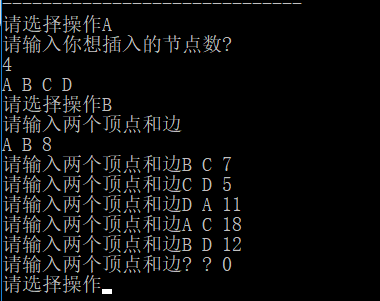 ------------------------------
请选择操作A
请输入你想插入的节点数?
4
A B C D
请选择操作B
请输入两个顶点和边
A B 8
请输入两个顶点和边B C 7
请输入两个顶点和边C D 5
请输入两个顶点和边D A 11
请输入两个顶点和边A C 18
请输入两个顶点和边B D 12
请输入两个顶点和边? ? 0
请选择操作